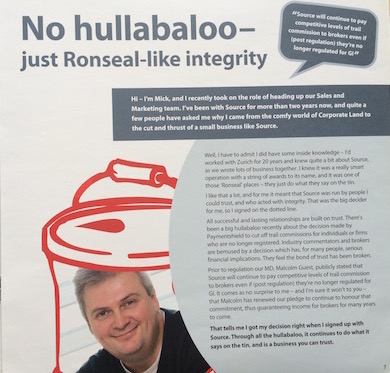 No hullabaloo–
just Ronseal-like integrity
"Source will continue to pay
competitive levels of trail
commission to brokers even if
(post regulation) they're no
longer regulated for GI."
Hi – I'm Mick, and I recently took on the role of heading up our Sales and
Marketing team. I've been with Source for more than two years now, and quite a
few people have asked me why I came from the comfy world of Corporate Land to
the cut and thrust of a small business like Source.
Well, I have to admit I did have some inside knowledge – I'd
worked with Zurich for 20 years and knew quite a bit about Source,
as we wrote lots of business together. I knew it was a really smart
operation with a string of awards to its name, and it was one of
those 'Ronseal' places – they just do what they say on the tin.
I like that a lot, and for me it meant that Source was run by people I
could trust, and who acted with integrity. That was the big decider
for me, so I signed on the dotted line.
All successful and lasting relationships are built on trust. There's
been a big hullabaloo recently about the decision made by
Paymentshield to cut off trail commissions for individuals or firms
who are no longer registered. Industry commentators and brokers
are bemused by a decision which has, for many people, serious
financial implications. They feel the bond of trust has been broken.
Prior to regulation our MD, Malcolm Guest, publicly stated that
Source will continue to pay competitive levels of trail commission
to brokers even if (post regulation) they're no longer regulated for
GI. It comes as no surprise to me – and I'm sure it won't to you –
that Malcolm has renewed our pledge to continue to honour that
commitment, thus guaranteeing income for brokers for many years
to come.
That tells me I got my decision right when I signed up with
Source. Through all the hullabaloo, it continues to do what it
says on the tin, and is a business you can trust.